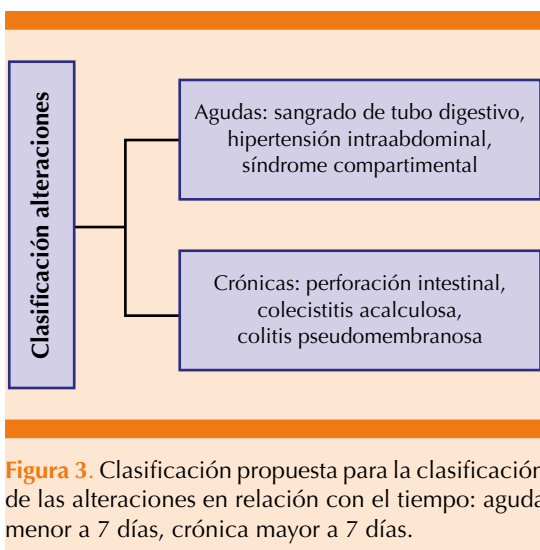 Clasificación alteraciones
Agudas: sangrado de tubo digestivo,
hipertensión intraabdominal,
síndrome compartimental
Crónicas: perforación intestinal,
colecistitis acalculosa,
colitis pseudomembranosa
Figura 3. Clasificación propuesta para la clasificación
de las alteraciones en relación con el tiempo: aguda
menor a 7 días, crónica mayor a 7 días.